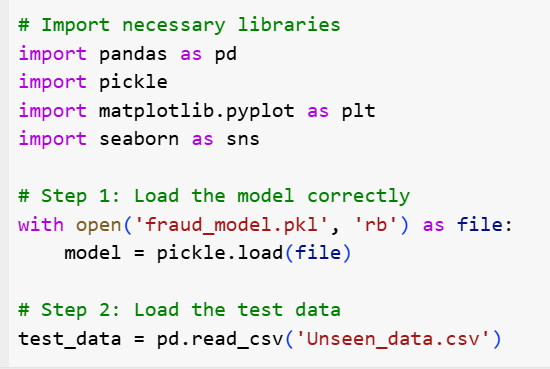 # Import necessary libraries
import pandas as pd
import pickle
import matplotlib.pyplot as plt
import seaborn as sns
# Step 1: Load the model correctly
with open('fraud_model.pkl', 'rb') as file:
    model = pickle.load(file)
# Step 2: Load the test data
test_data = pd.read_csv('Unseen_data.csv')